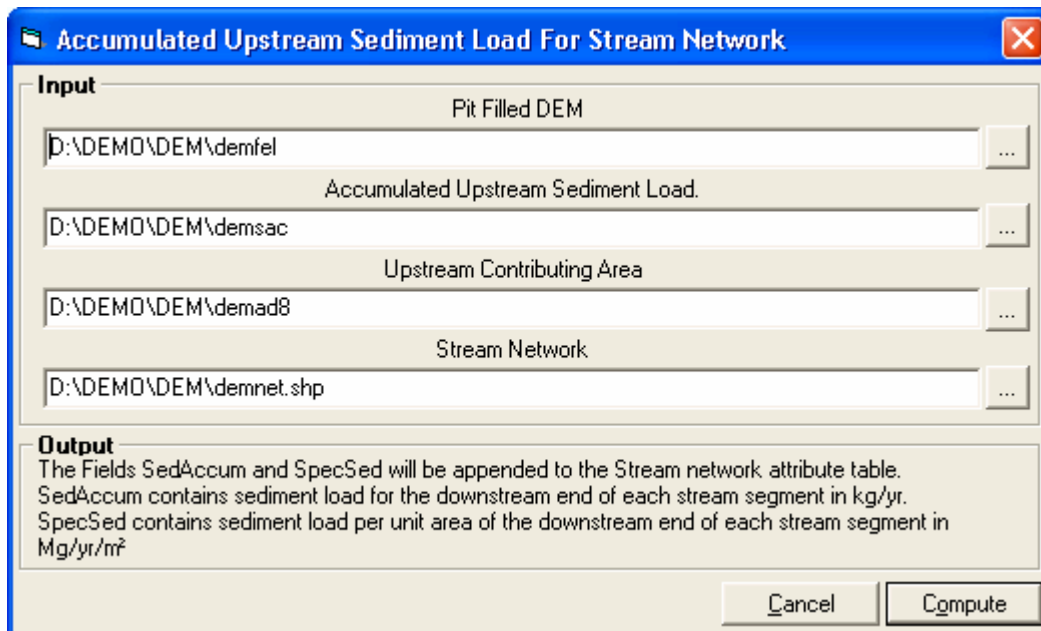 Accumulated Upstream Sediment Load For Stream Network
Input
Pit Filled DEM
D:\DEMO\DEM\demfel
...
Accumulated Upstream Sediment Load.
D:\DEMO\DEM\demsac
...
Upstream Contributing Area
D:\DEMO\DEM\demad8
...
Stream Network
D:\DEMO\DEM\demnet.shp
...
Output
The Fields SedAccum and SpecSed will be appended to the Stream network attribute table.
SedAccum contains sediment load for the downstream end of each stream segment in kg/yr.
SpecSed contains sediment load per unit area of the downstream end of each stream segment in
Mg/yr/m²
Cancel
Compute